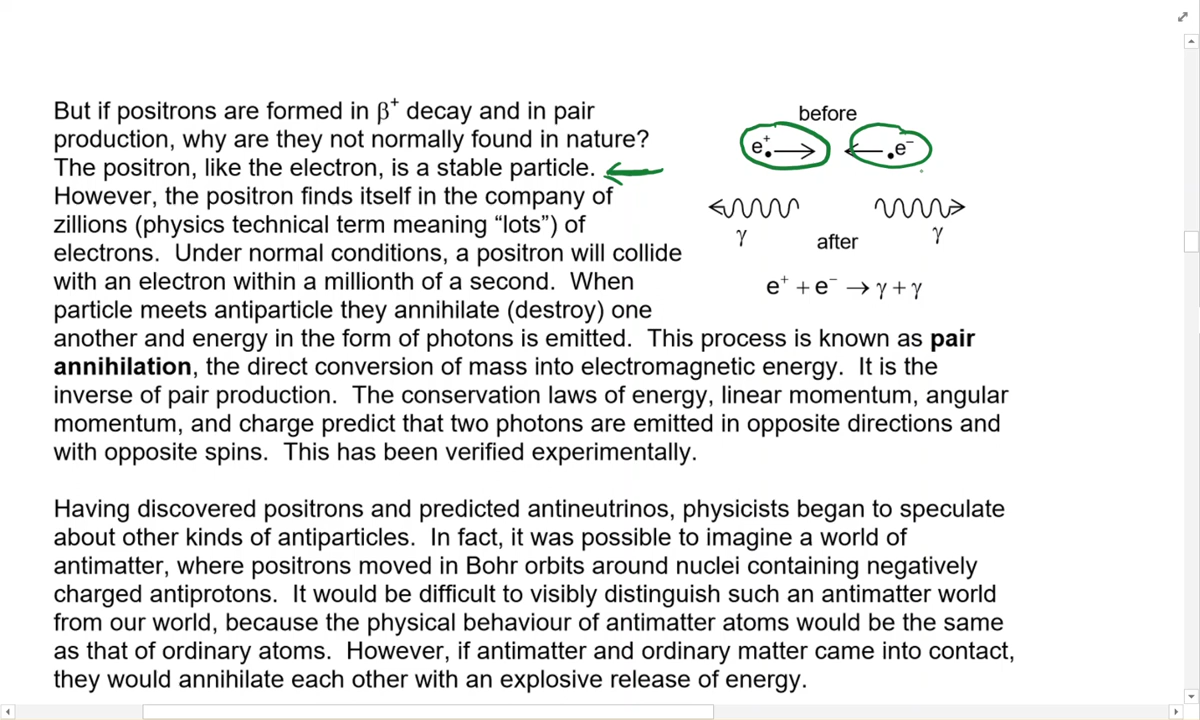 But if positrons are formed in β⁺ decay and in pair
production, why are they not normally found in nature?
The positron, like the electron, is a stable particle.
However, the positron finds itself in the company of
zillions (physics technical term meaning “lots”) of
electrons.  Under normal conditions, a positron will collide
with an electron within a millionth of a second.  When
particle meets antiparticle they annihilate (destroy) one
another and energy in the form of photons is emitted.  This process is known as pair
annihilation, the direct conversion of mass into electromagnetic energy.  It is the
inverse of pair production.  The conservation laws of energy, linear momentum, angular
momentum, and charge predict that two photons are emitted in opposite directions and
with opposite spins.  This has been verified experimentally.
before
e⁺ e⁻
γ γ
after
e⁺ + e⁻ → γ + γ
Having discovered positrons and predicted antineutrinos, physicists began to speculate
about other kinds of antiparticles.  In fact, it was possible to imagine a world of
antimatter, where positrons moved in Bohr orbits around nuclei containing negatively
charged antiprotons.  It would be difficult to visibly distinguish such an antimatter world
from our world, because the physical behaviour of antimatter atoms would be the same
as that of ordinary atoms.  However, if antimatter and ordinary matter came into contact,
they would annihilate each other with an explosive release of energy.